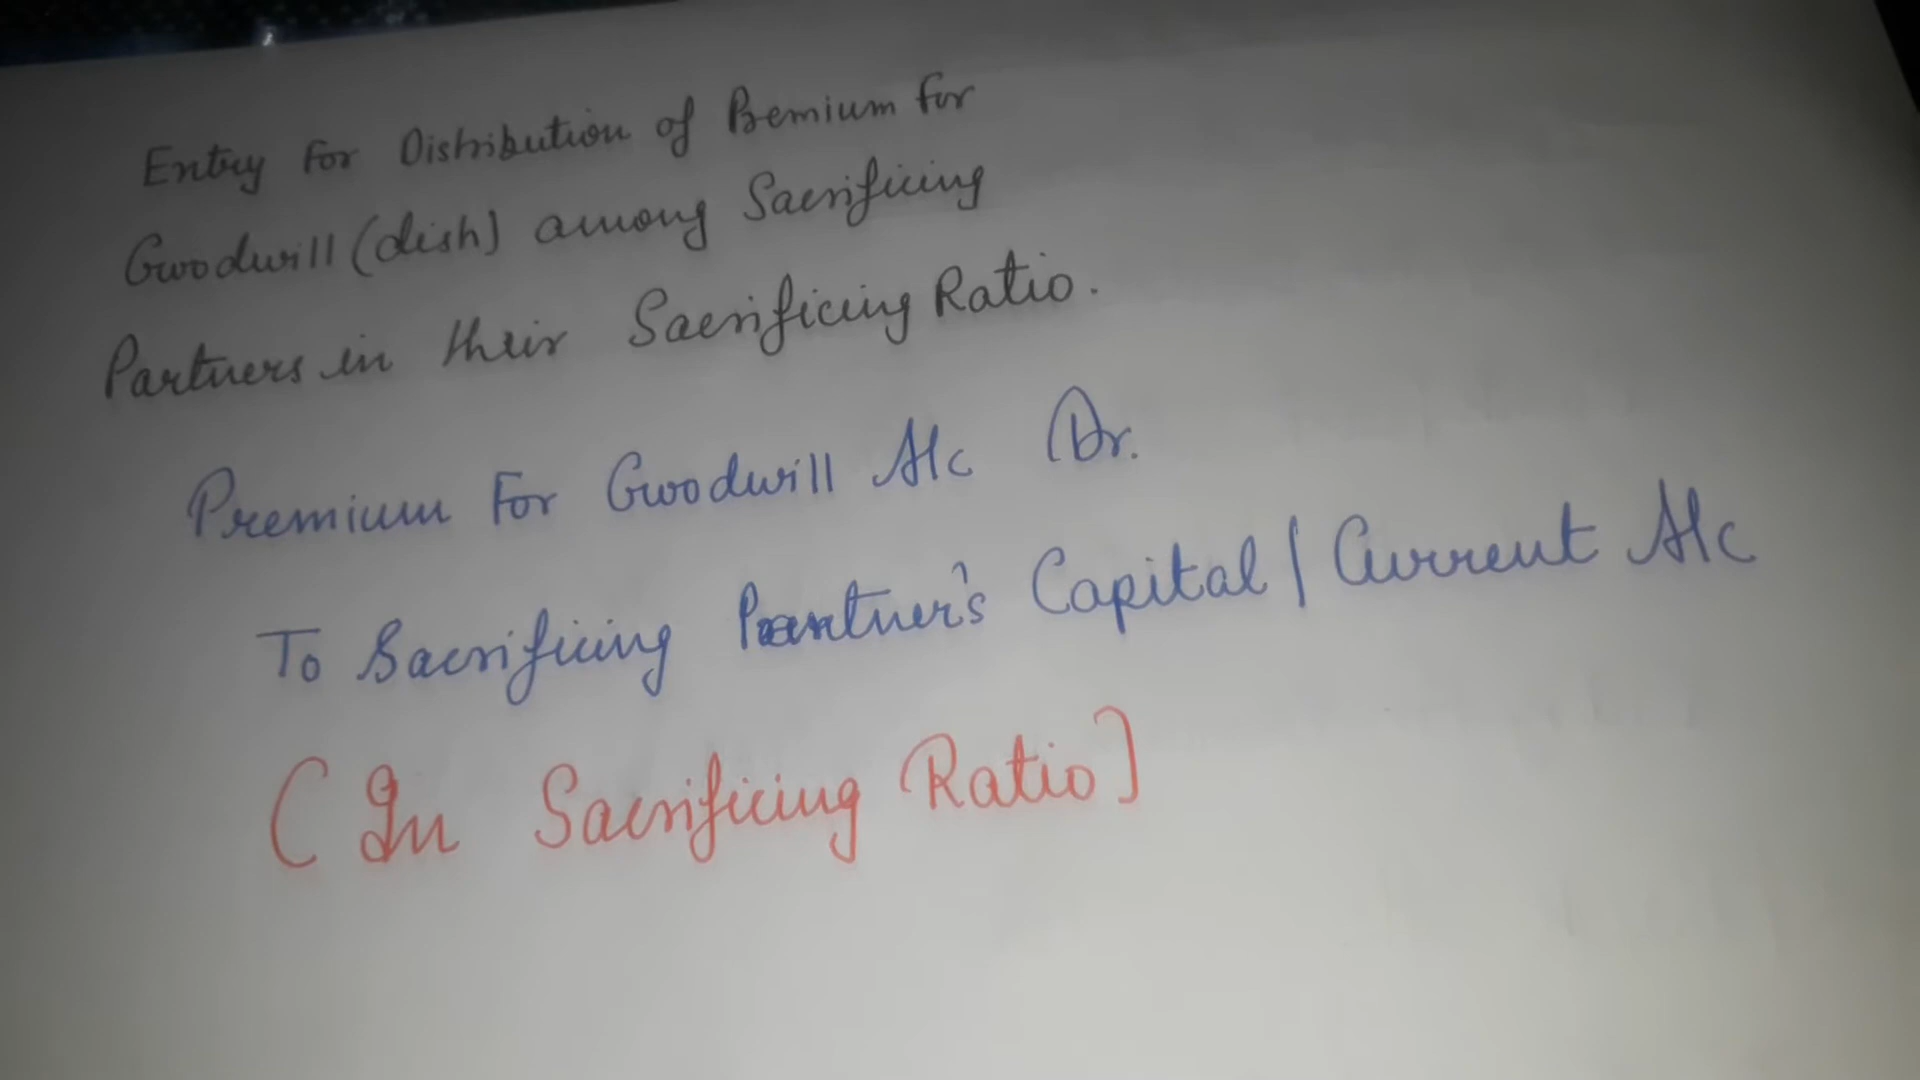 Entry For Distribution of Premium for
Goodwill (dish) among Sacrificing
Partners in their Sacrificing Ratio.
Premium For Goodwill A/c Dr.
To Sacrificing Partner's Capital / Current A/c
(In Sacrificing Ratio]